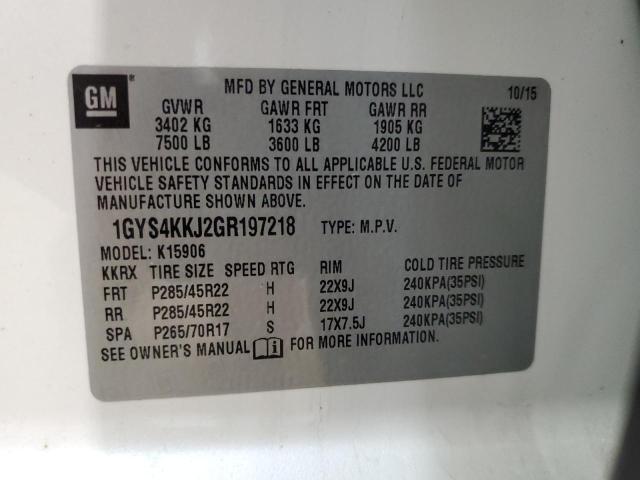 GM
MFD BY GENERAL MOTORS LLC 10/15
GVWR GAWR FRT GAWR RR
3402 KG 1633 KG 1905 KG
7500 LB 3600 LB 4200 LB
THIS VEHICLE CONFORMS TO ALL APPLICABLE U.S. FEDERAL MOTOR
VEHICLE SAFETY STANDARDS IN EFFECT ON THE DATE OF
MANUFACTURE SHOWN ABOVE.
1GYS4KKJ2GR197218 TYPE: M.P.V.
MODEL: K15906
KKRX TIRE SIZE SPEED RTG RIM COLD TIRE PRESSURE
FRT P285/45R22 H 22X9J 240KPA(35PSI)
RR P285/45R22 H 22X9J 240KPA(35PSI)
SPA P265/70R17 S 17X7.5J 240KPA(35PSI)
SEE OWNER'S MANUAL FOR MORE INFORMATION.